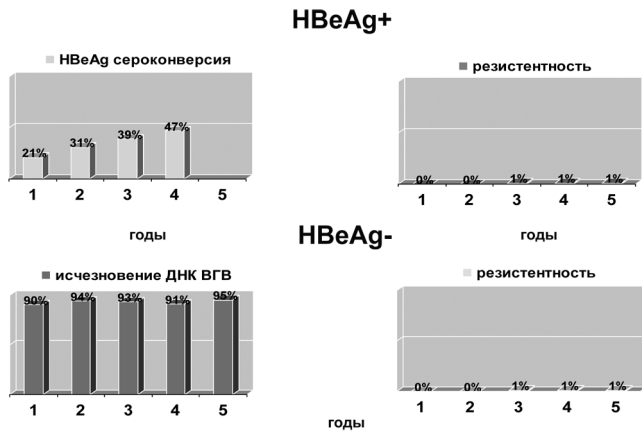 HBeAg+
HBeAg сероконверсия
резистентность
21% 31% 39% 47%
0% 0% 1% 1% 1%
1 2 3 4 5
1 2 3 4 5
годы
годы
HBeAg-
исчезновение ДНК ВГВ
резистентность
90% 94% 93% 91% 95%
0% 0% 1% 1% 1%
1 2 3 4 5
1 2 3 4 5
годы